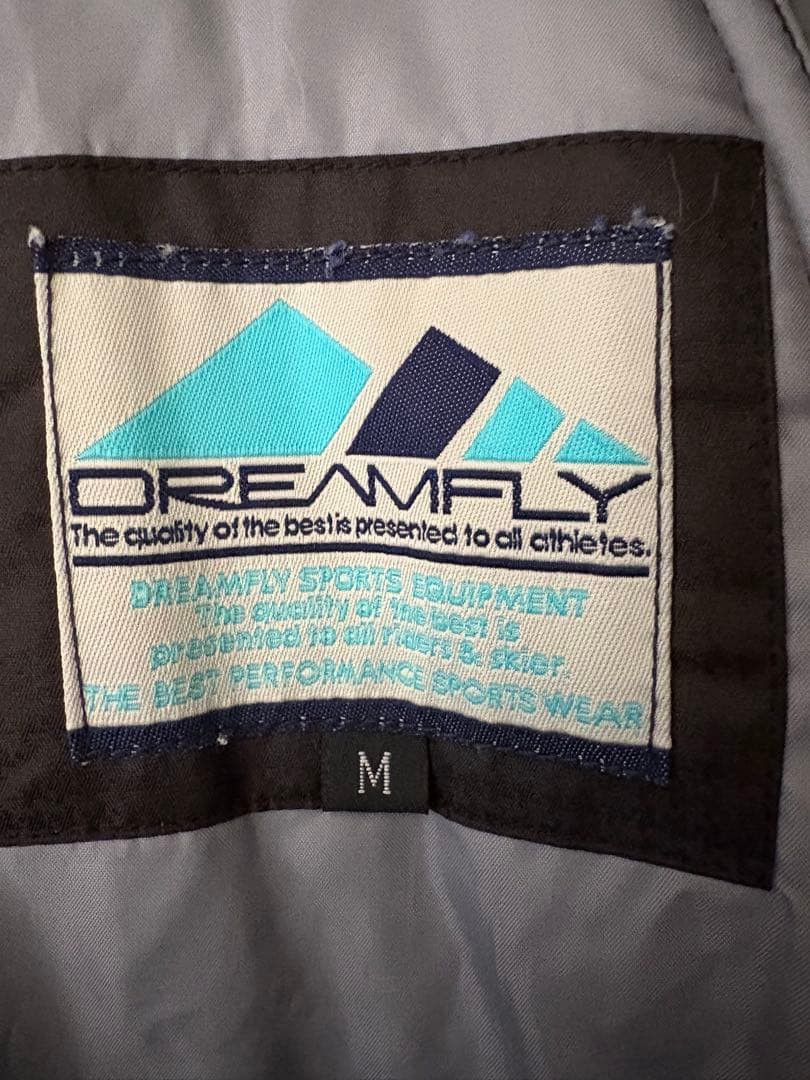 DREAMFLY
The quality of the best is presented to all athletes.
DREAMFLY SPORTS EQUIPMENT
The quality of the best is
presented to all riders & skier.
THE BEST PERFORMANCE SPORTS WEAR
M